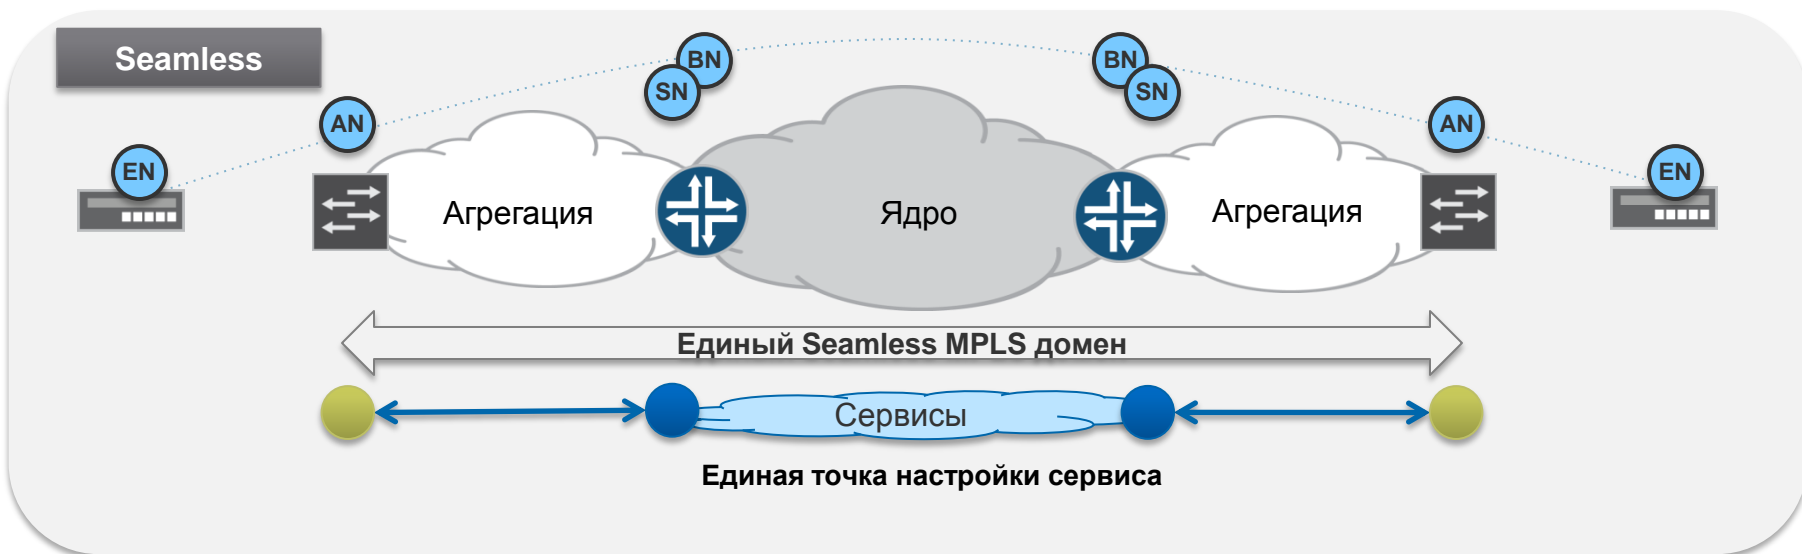 Seamless
BN
BN
SN
SN
AN
AN
EN
EN
Агрегация
Ядро
Агрегация
Единый Seamless MPLS домен
Сервисы
Единая точка настройки сервиса